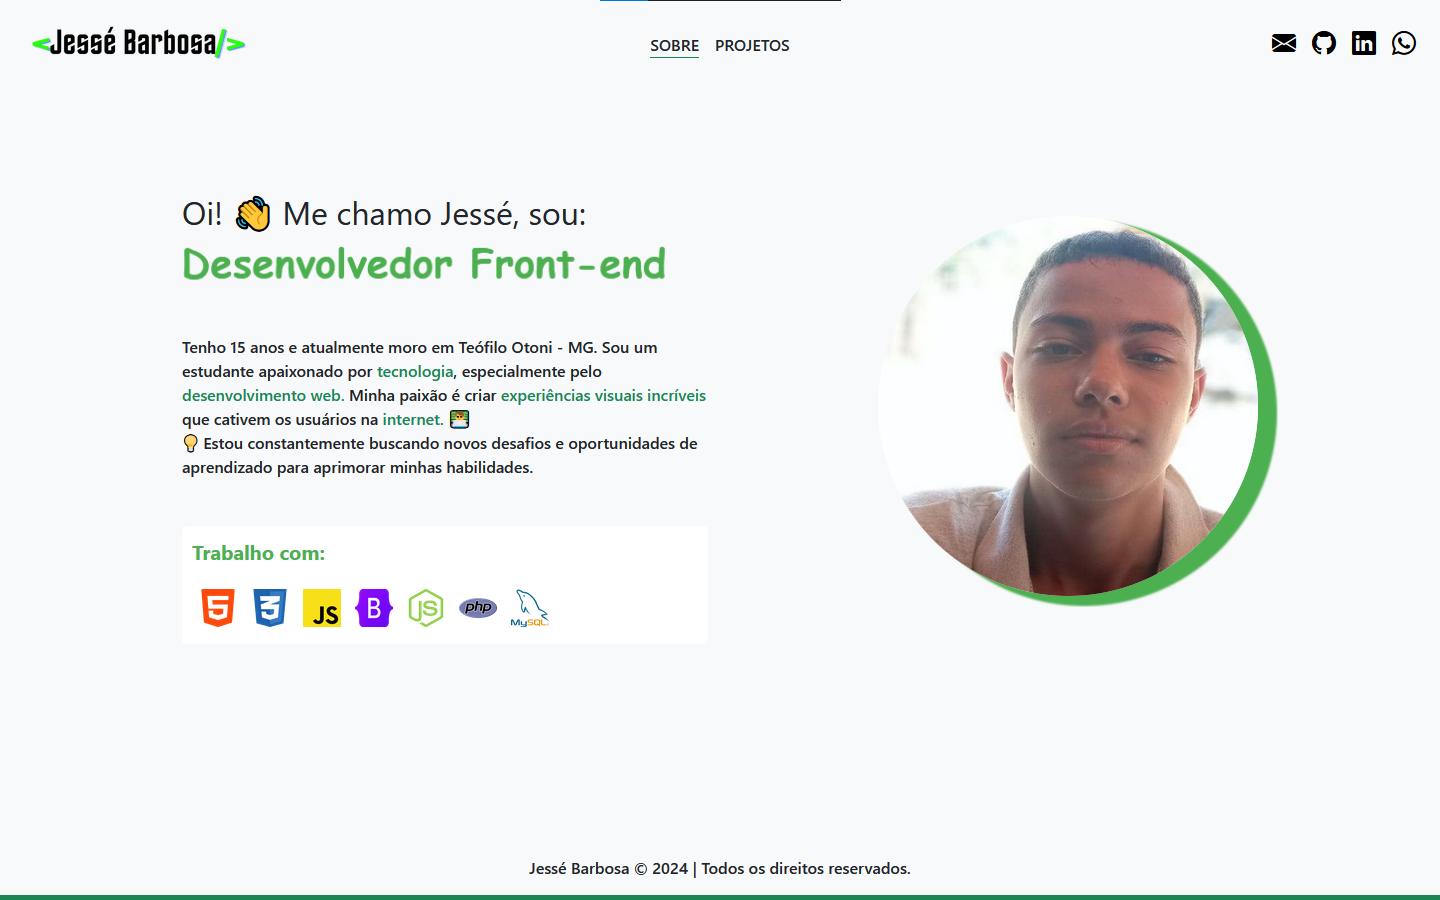 <Jessé Barbosa/>
SOBRE PROJETOS
Oi! 👋 Me chamo Jessé, sou:
Desenvolvedor Front-end
Tenho 15 anos e atualmente moro em Teófilo Otoni - MG. Sou um
estudante apaixonado por tecnologia, especialmente pelo
desenvolvimento web. Minha paixão é criar experiências visuais incríveis
que cativem os usuários na internet. 👨‍💻
💡 Estou constantemente buscando novos desafios e oportunidades de
aprendizado para aprimorar minhas habilidades.
Trabalho com:
5 3 JS B JS php MySQL
Jessé Barbosa © 2024 | Todos os direitos reservados.